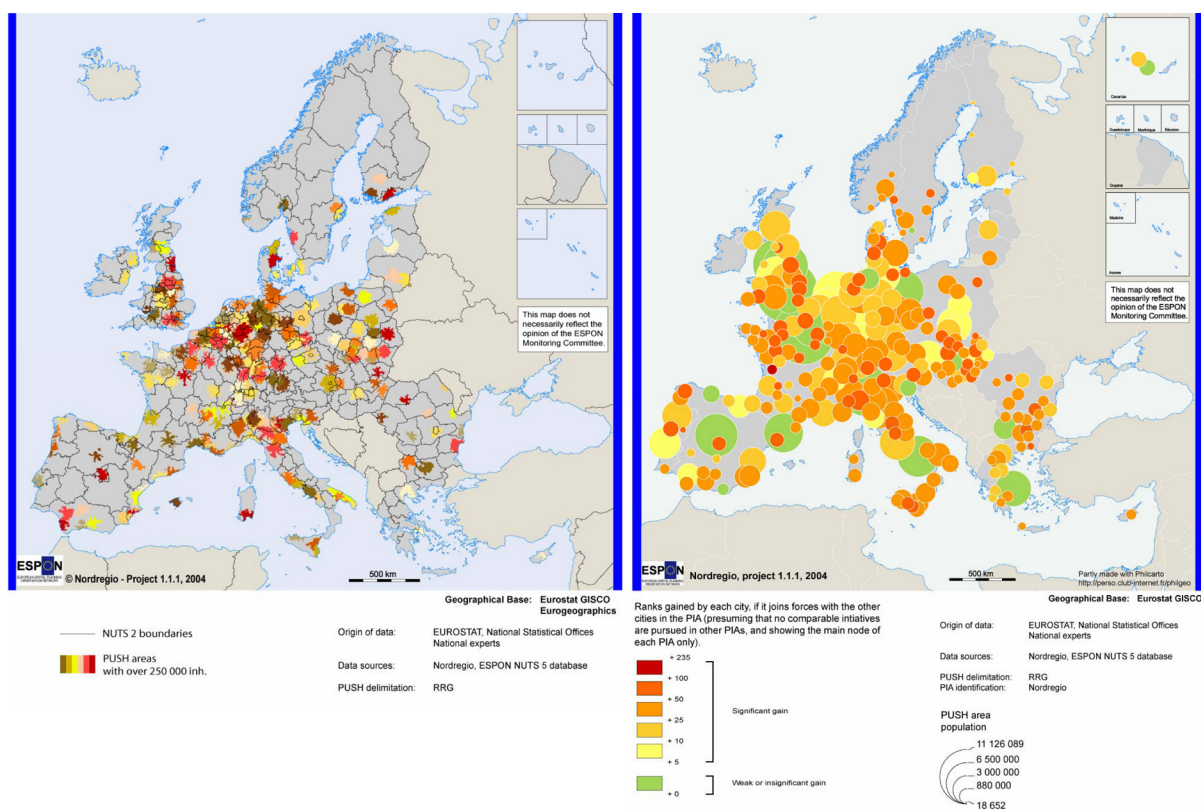 This map does not
necessarily reflect the
opinion of the ESPON
Monitoring Committee.
ESPON
© Nordregio - Project 1.1.1, 2004
500 km
Geographical Base: Eurostat GISCO
Eurogeographics
NUTS 2 boundaries
PUSH areas
with over 250 000 inh.
Origin of data: EUROSTAT, National Statistical Offices
National experts
Data sources: Nordregio, ESPON NUTS 5 database
PUSH delimitation: RRG
Canarias
Guadeloupe Martinique Réunion
Guyane
Madeira
Açores
This map does not
necessarily reflect the
opinion of the ESPON
Monitoring Committee.
ESPON
Nordregio, project 1.1.1, 2004
500 km
Partly made with Philcarto
http://perso.club-internet.fr/philgeo
Geographical Base: Eurostat GISCO
Ranks gained by each city, if it joins forces with the other
cities in the PIA (presuming that no comparable intiatives
are pursued in other PIAs, and showing the main node of
each PIA only).
+ 235
+ 100
+ 50
+ 25
+ 10
+ 5
Significant gain
Weak or insignificant gain
+ 0
Origin of data: EUROSTAT, National Statistical Offices
National experts
Data sources: Nordregio, ESPON NUTS 5 database
PUSH delimitation: RRG
PIA identification: Nordregio
PUSH area
population
11 126 089
6 500 000
3 000 000
880 000
18 652